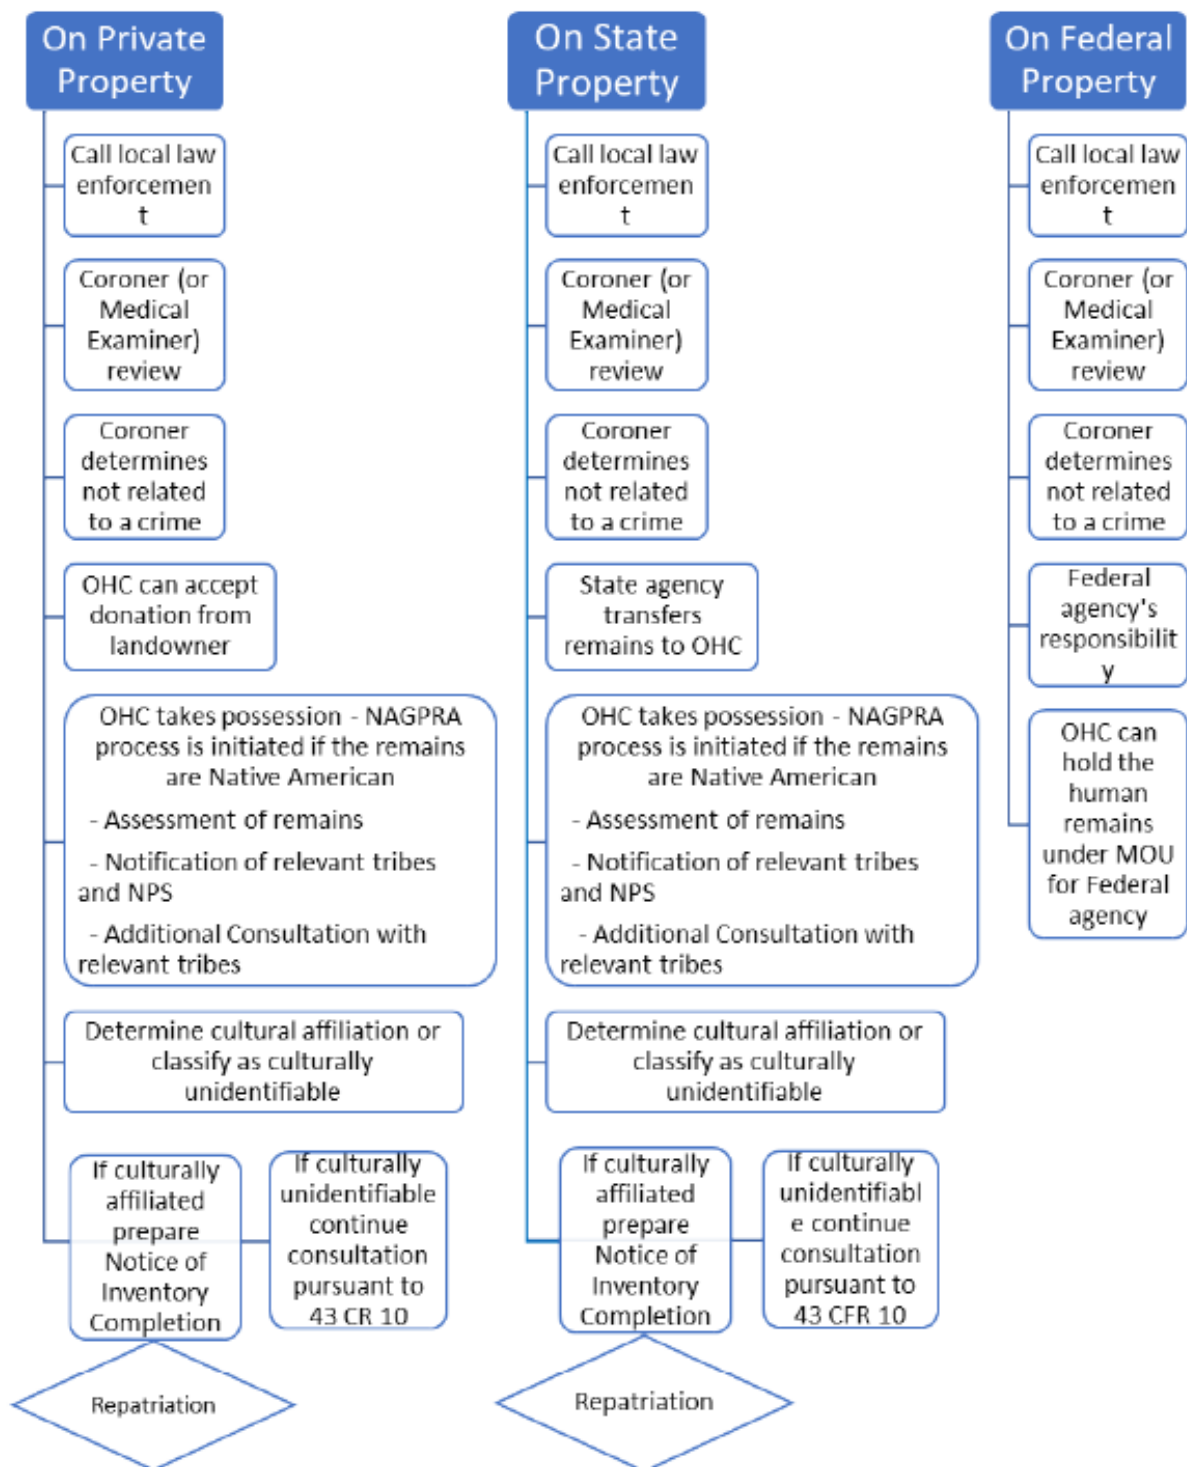 On Private
Property
Call local law
enforcemen
t
Coroner (or
Medical
Examiner)
review
Coroner
determines
not related
to a crime
OHC can accept
donation from
landowner
OHC takes possession - NAGPRA
process is initiated if the remains
are Native American
- Assessment of remains
- Notification of relevant tribes
and NPS
- Additional Consultation with
relevant tribes
Determine cultural affiliation or
classify as culturally
unidentifiable
If culturally
affiliated
prepare
Notice of
Inventory
Completion
If culturally
unidentifiable
continue
consultation
pursuant to
43 CR 10
Repatriation
On State
Property
Call local law
enforcemen
t
Coroner (or
Medical
Examiner)
review
Coroner
determines
not related
to a crime
State agency
transfers
remains to OHC
OHC takes possession - NAGPRA
process is initiated if the remains
are Native American
- Assessment of remains
- Notification of relevant tribes
and NPS
- Additional Consultation with
relevant tribes
Determine cultural affiliation or
classify as culturally
unidentifiable
If culturally
affiliated
prepare
Notice of
Inventory
Completion
If culturally
unidentifiabl
e continue
consultation
pursuant to
43 CFR 10
Repatriation
On Federal
Property
Call local law
enforcemen
t
Coroner (or
Medical
Examiner)
review
Coroner
determines
not related
to a crime
Federal
agency's
responsibilit
y
OHC can
hold the
human
remains
under MOU
for Federal
agency